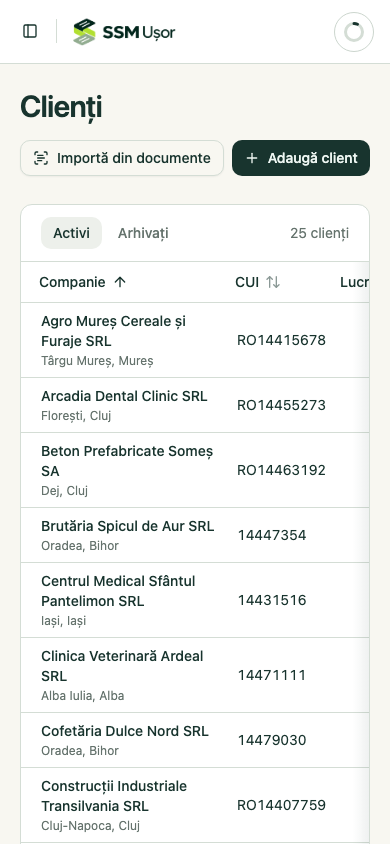 SSM Ușor
Clienți
Importă din documente
Adaugă client
Activi
Arhivați
25 clienți
Companie
CUI
Lucr
Agro Mureș Cereale și
Furaje SRL
Târgu Mureș, Mureș
RO14415678
Arcadia Dental Clinic SRL
Florești, Cluj
RO14455273
Beton Prefabricate Someș
SA
Dej, Cluj
RO14463192
Brutăria Spicul de Aur SRL
Oradea, Bihor
14447354
Centrul Medical Sfântul
Pantelimon SRL
Iași, Iași
14431516
Clinica Veterinară Ardeal
SRL
Alba Iulia, Alba
14471111
Cofetăria Dulce Nord SRL
Oradea, Bihor
14479030
Construcții Industriale
Transilvania SRL
Cluj-Napoca, Cluj
RO14407759